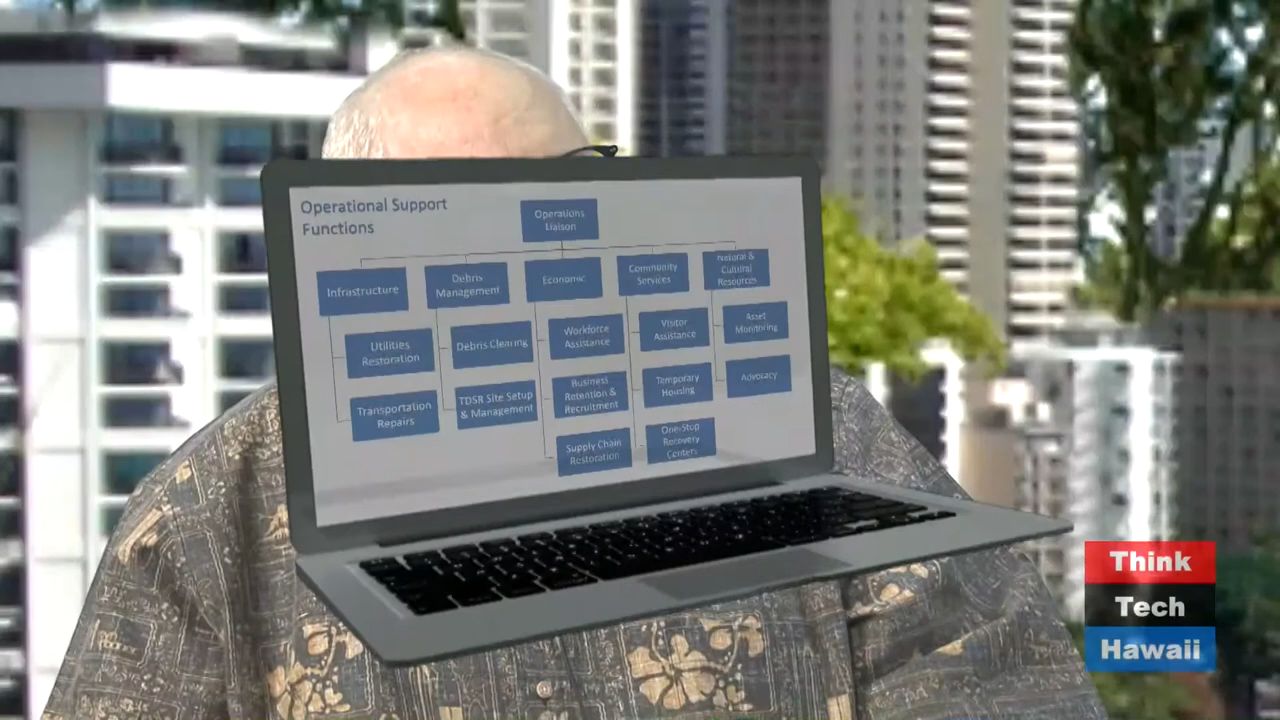 Operational Support
Functions
Operations
Liaison
Infrastructure
Debris
Management
Economic
Community
Services
Natural &
Cultural
Resources
Utilities
Restoration
Debris Clearing
Workforce
Assistance
Visitor
Assistance
Asset
Monitoring
Transportation
Repairs
TDSR Site Setup
& Management
Business
Retention &
Recruitment
Temporary
Housing
Advocacy
Supply Chain
Restoration
One-Stop
Recovery
Centers
Think
Tech
Hawaii